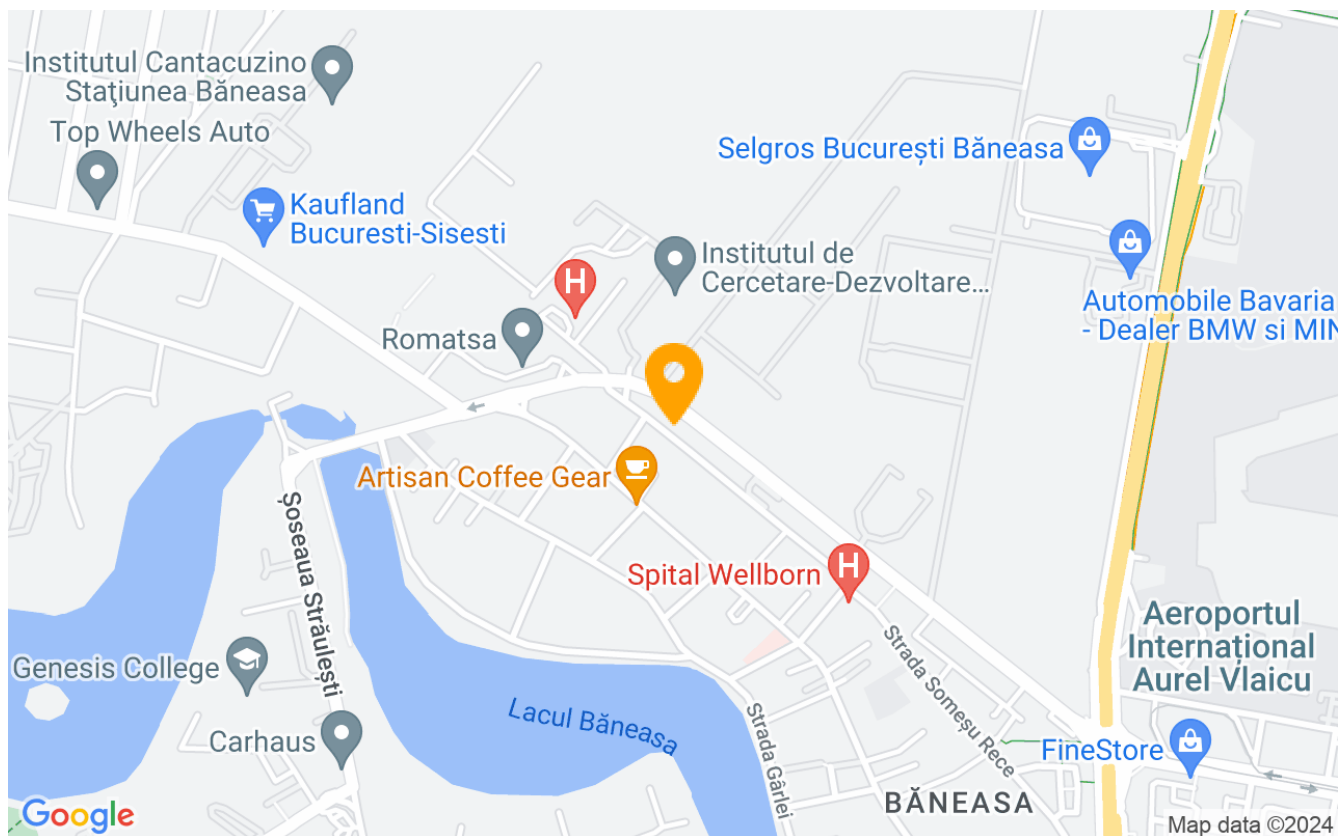 Institutul Cantacuzino
Staţiunea Băneasa
Top Wheels Auto
Selgros București Băneasa
Kaufland
Bucuresti-Sisesti
Institutul de
Cercetare-Dezvoltare...
H
Automobile Bavaria
- Dealer BMW si MIN
Romatsa
Artisan Coffee Gear
Șoseaua Străulești
Spital Wellborn
H
Aeroportul
Internațional
Aurel Vlaicu
Genesis College
Strada Someșu Rece
Lacul Băneasa
Strada Gârlei
Carhaus
FineStore
BĂNEASA
Google
Map data ©2024